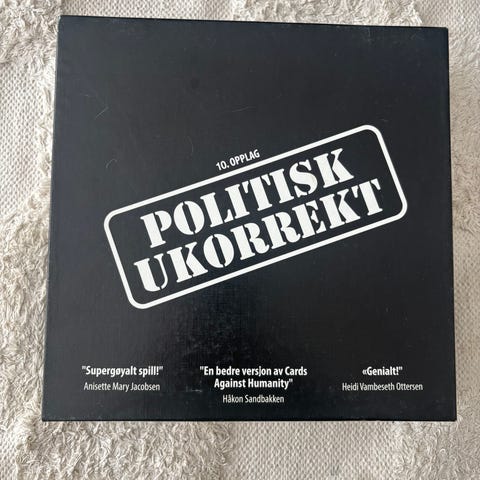 10. OPPLAG
POLITISK
UKORREKT
"Supergøyalt spill!"
Anisette Mary Jacobsen
"En bedre versjon av Cards
Against Humanity"
Håkon Sandbakken
«Genialt!"
Heidi Vambeseth Ottersen